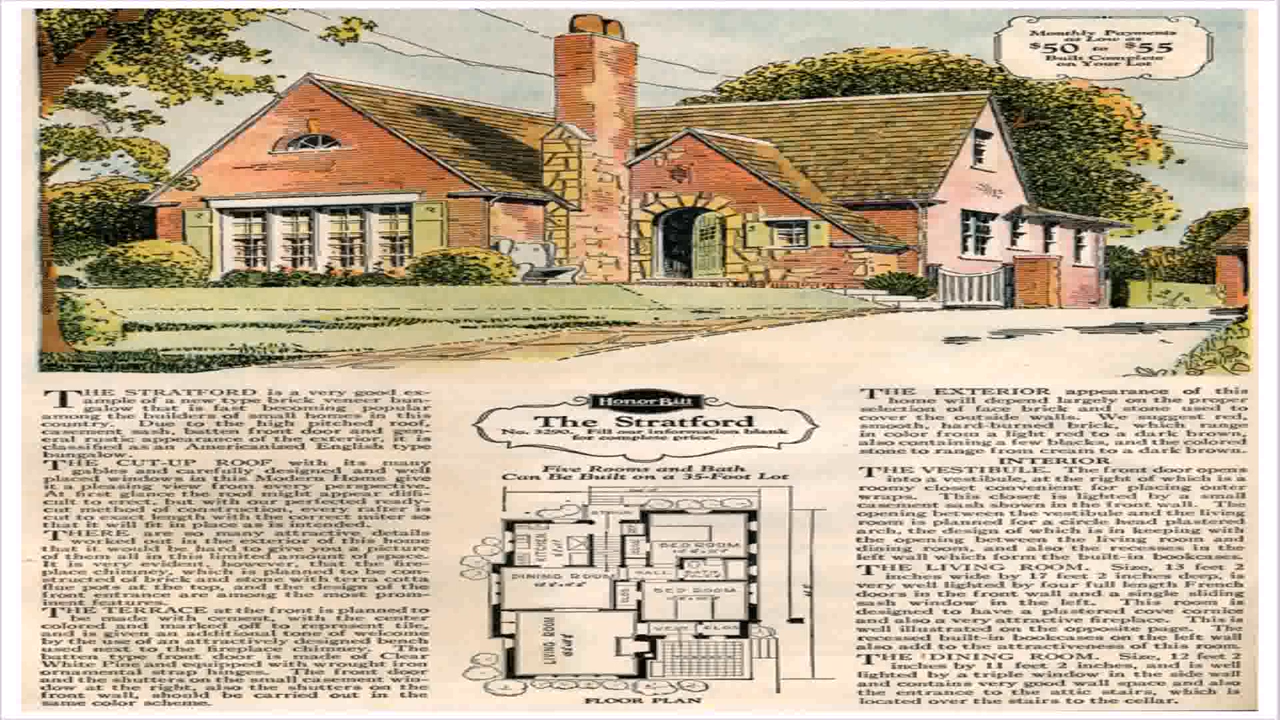 Monthly Payments
as Low as
$50 to $55
Built Complete
on Your Lot
THE STRATFORD is a very good ex-
ample of a new type brick veneer bun-
galow that is fast becoming popular
among the builders of small homes in this
country. Due to the high pitched roof,
casement sash, batten front door and gen-
eral rustic appearance of the exterior, it is
classified as an Americanized English type
bungalow.
THE CUT-UP ROOF with its many
gables and carefully designed and well
placed windows in this Modern Home give
it a pleasing view from every perspective.
At first glance the roof might appear diffi-
cult to erect, but with our perfected ready-
cut method of construction, every rafter is
cut to exact length with the correct miter so
that it will fit in place as is intended.
THERE are so many attractive details
worked out in the exterior of this home
that it would be hard to give you a picture
of them all in this limited amount of space.
It is very evident, however, that the fire-
place chimney, which is planned to be con-
structed of brick and stone with terra cotta
flue pots at the top, and the design of the
front entrance are among the most prom-
inent features.
THE TERRACE at the front is planned to
be made with cement, with the center
colored and marked off to represent tile,
and is given an additional tone of welcome
by the use of an attractively designed bench
used next to the fireplace chimney. The
batten type front door is made of Clear
White Pine and equipped with wrought iron
ornamental strap hinges. The front door
and the shutters on the small casement win-
dow at the right, also the shutters on the
front wall, should be carried out in the
same color scheme.
Honor Bilt
The Stratford
No. 3290. Fill our information blank
for complete price.
Five Rooms and Bath
Can Be Built on a 35-Foot Lot
KITCHEN
BED ROOM
DINING ROOM
HALL
BED ROOM
LIVING ROOM
VEST.
CLOS.
FLOOR PLAN
THE EXTERIOR appearance of this
home will depend largely on the proper
selection of face brick and stone used to
cover the outside walls. We suggest red,
smooth, hard-burned brick, which range
in color from a light red to a dark brown,
also containing a few blacks, and the colored
stone to range from cream to a dark brown.
INTERIOR
THE VESTIBULE. The front door opens
into a vestibule, at the right of which is a
roomy closet convenient for placing outer
wraps. This closet is lighted by a small
casement sash shown in the front wall. The
opening between the vestibule and the living
room is planned for a circle head plastered
arch, the design of which is in keeping with
the opening between the living room and
dining room, and also the recesses in the
left wall which form the built-in bookcases.
THE LIVING ROOM. Size, 13 feet 2
inches wide by 17 feet 2 inches deep, is
very well lighted by four full length French
doors in the front wall and a single sliding
sash window in the left. This room is
designed to have a plastered cove cornice
and also a very attractive fireplace. This is
well illustrated on the opposite page. The
recessed built-in bookcases on the left wall
also add to the attractiveness of this room.
THE DINING ROOM. Size, 12 feet 2
inches by 11 feet 2 inches, and is well
lighted by a triple window in the side wall
and contains very good wall space and also
the entrance to the attic stairs, which is
located over the stairs to the cellar.